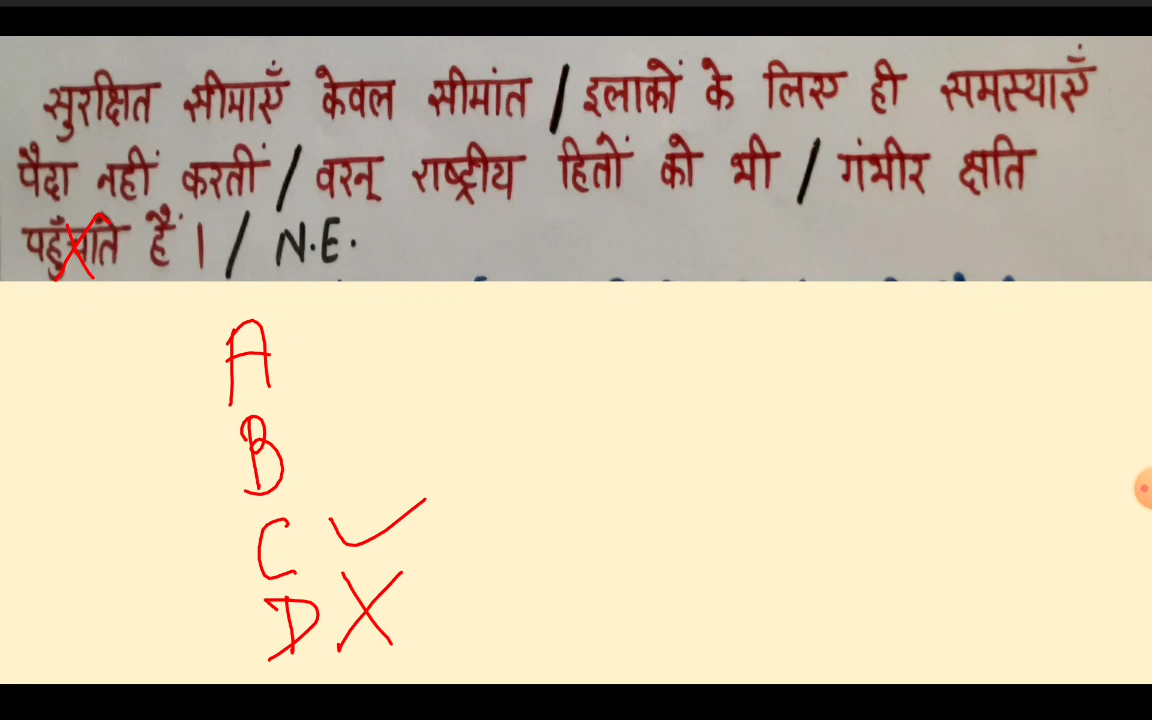 सुरक्षित सीमाएँ केवल सीमांत / इलाकों के लिए ही समस्याएँ
पैदा नहीं करतीं / वरन् राष्ट्रीय हितों को भी / गंभीर क्षति
पहुँचाते हैं । / N.E.
A
B
C
D